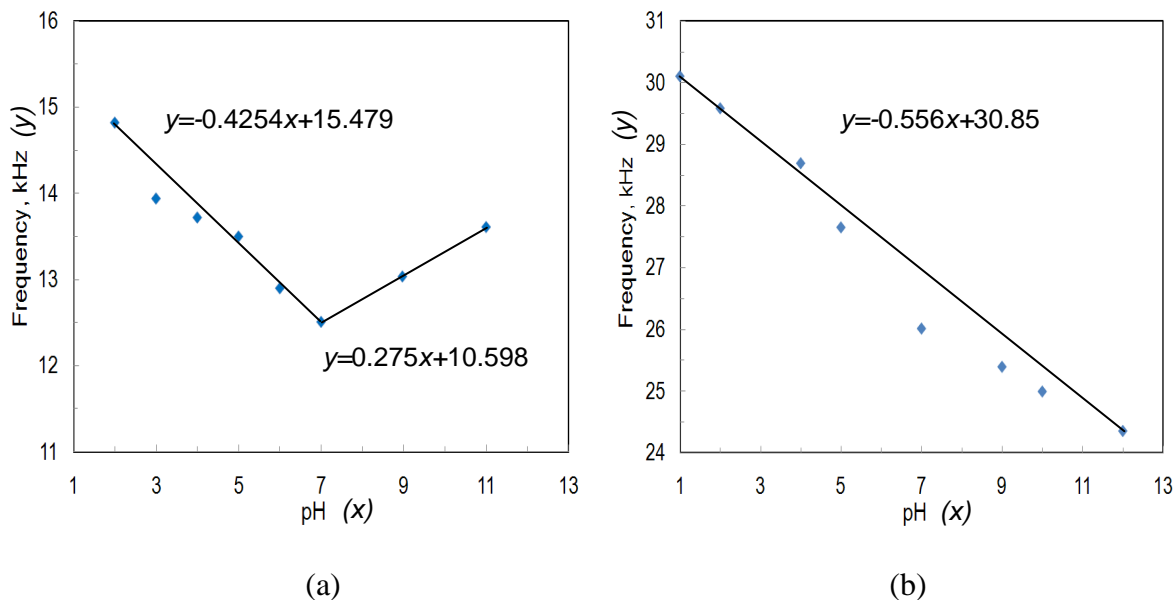 16
15
14
13
12
11
Frequency, kHz (y)
y=-0.4254x+15.479
y=0.275x+10.598
1 3 5 7 9 11 13
pH (x)
(a)
31
30
29
28
27
26
25
24
Frequency, kHz (y)
y=-0.556x+30.85
1 3 5 7 9 11 13
pH (x)
(b)